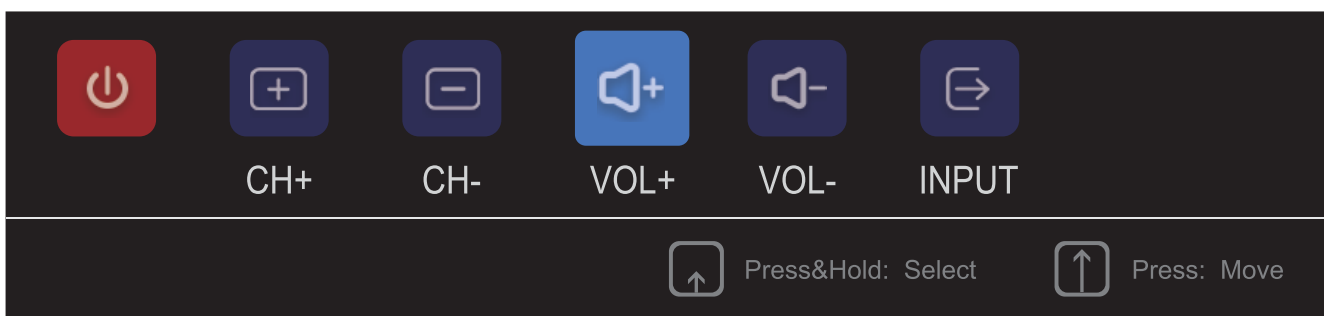 CH+ CH- VOL+ VOL- INPUT
Press&Hold: Select Press: Move